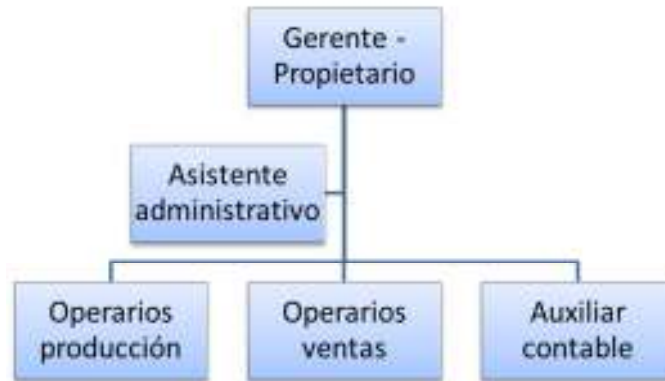 Gerente -
Propietario
Asistente
administrativo
Operarios
producción
Operarios
ventas
Auxiliar
contable